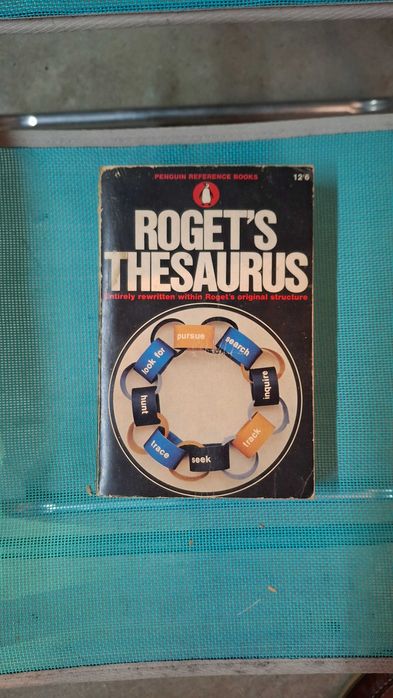 PENGUIN REFERENCE BOOKS
12'6
ROGET'S
THESAURUS
entirely rewritten within Roget's original structure
pursue
search
inquire
track
seek
trace
hunt
look for